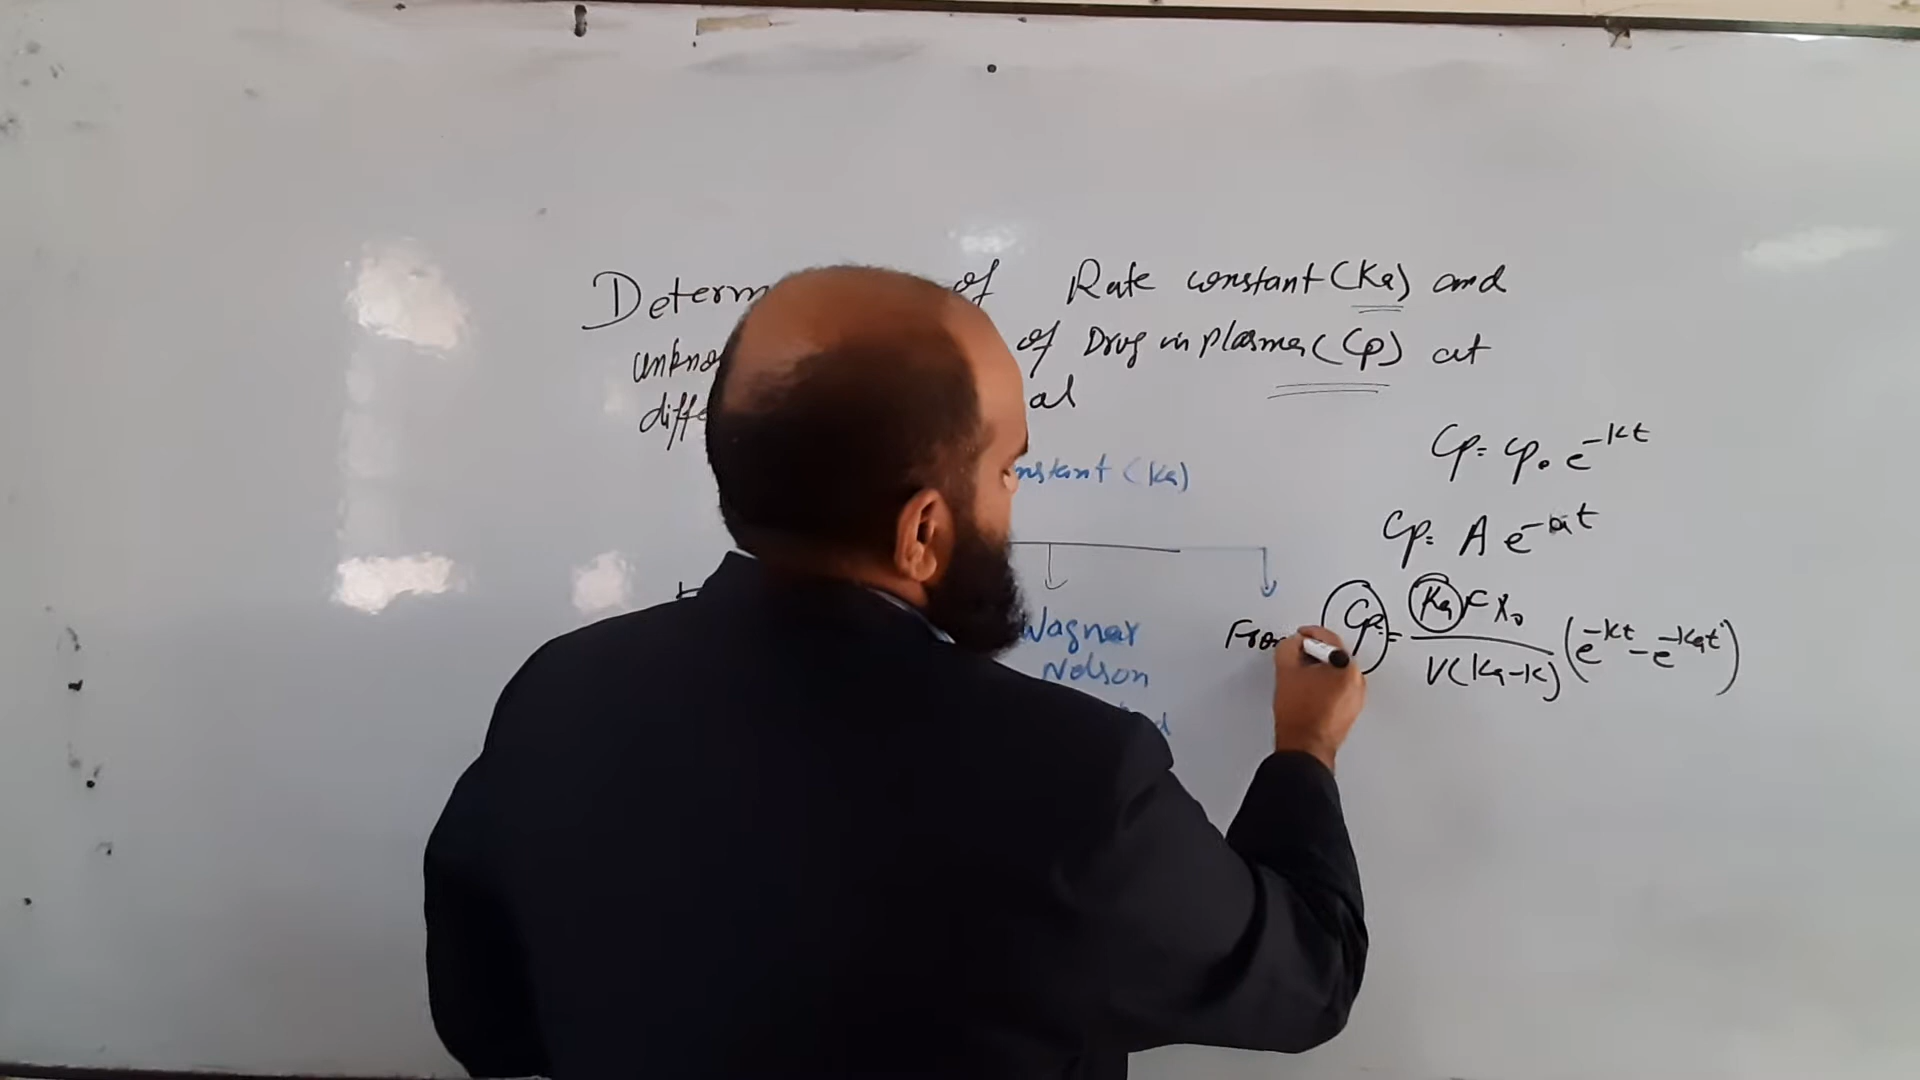 Determ of Rate constant (Ka) and
unkno of Drug in plasma (Cp) at
diffe al
nstant (Ka)
Cp = Cp₀ e^-kt
Cp = A e^-αt
Wagner
Nelson
d
From Cp = Ka F X₀ / V(Ka-K) (e^-kt - e^-kat)